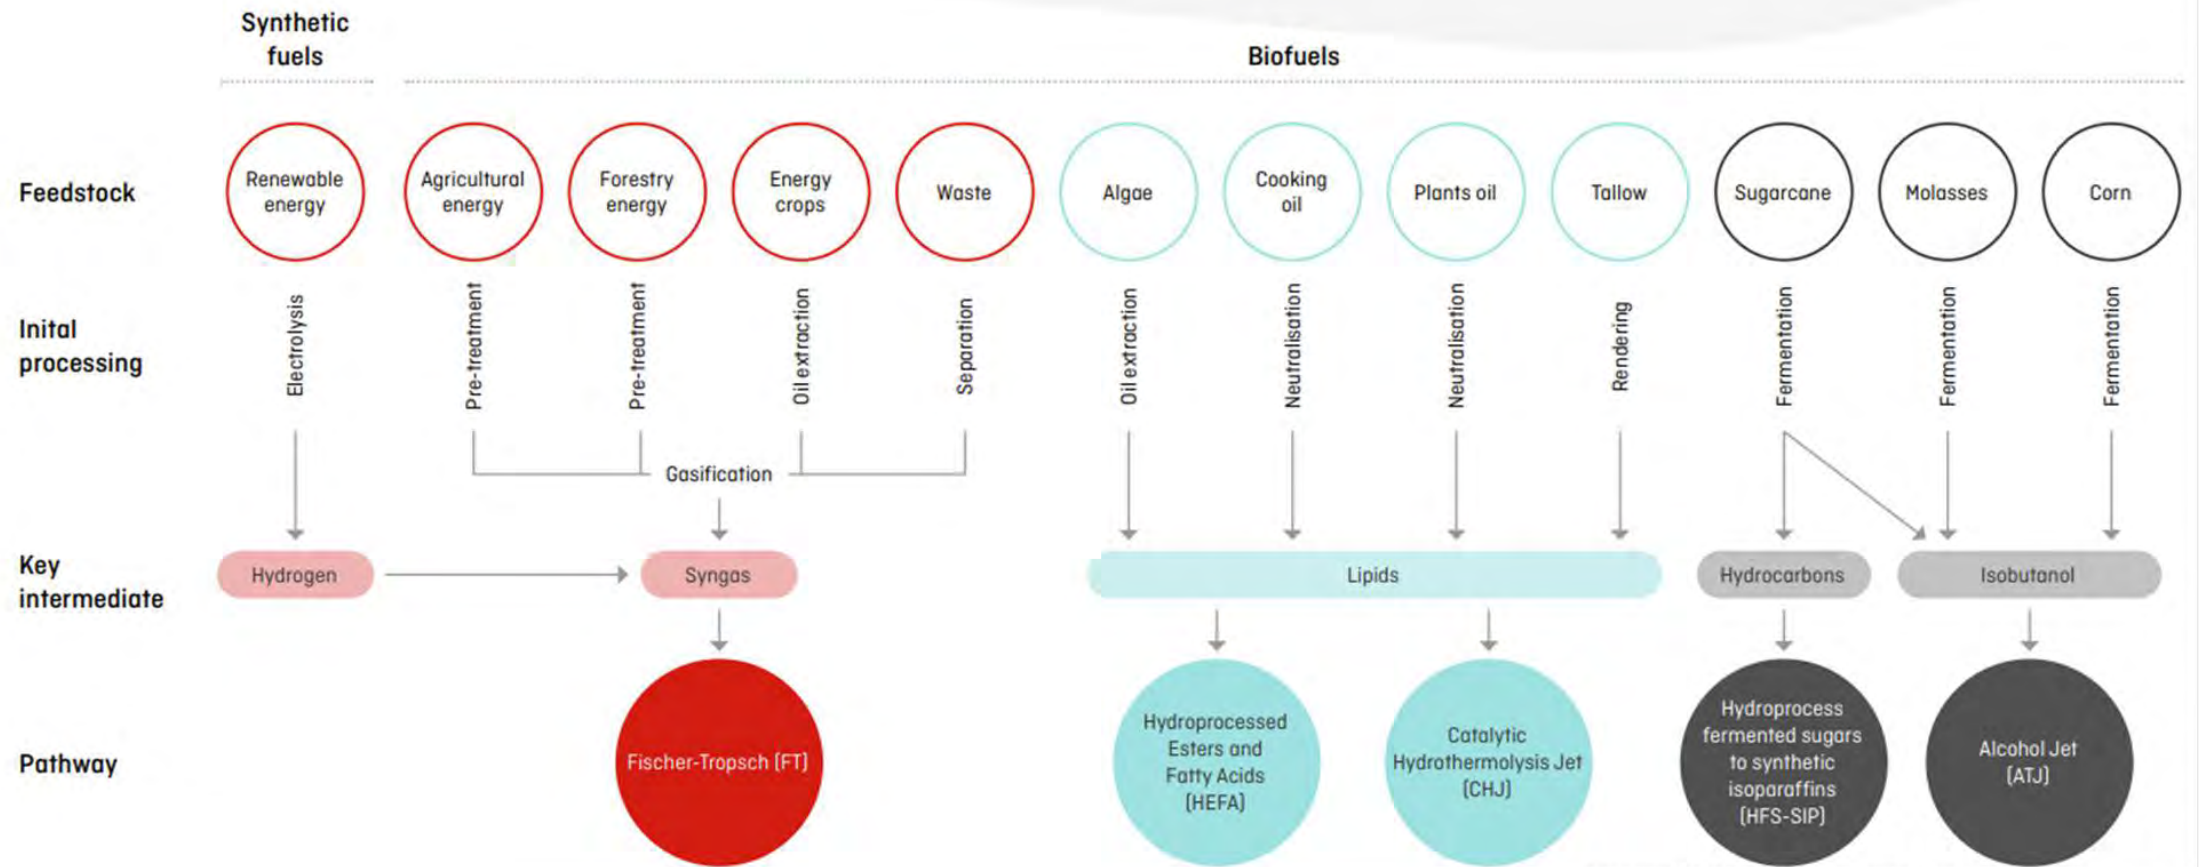 Synthetic
fuels
Biofuels
Feedstock
Renewable
energy
Agricultural
energy
Forestry
energy
Energy
crops
Waste
Algae
Cooking
oil
Plants oil
Tallow
Sugarcane
Molasses
Corn
Inital
processing
Electrolysis
Pre-treatment
Pre-treatment
Oil extraction
Separation
Oil extraction
Neutralisation
Neutralisation
Rendering
Fermentation
Fermentation
Fermentation
Gasification
Key
intermediate
Hydrogen
Syngas
Lipids
Hydrocarbons
Isobutanol
Pathway
Fischer-Tropsch (FT)
Hydroprocessed
Esters and
Fatty Acids
(HEFA)
Catalytic
Hydrothermolysis Jet
(CHJ)
Hydroprocess
fermented sugars
to synthetic
isoparaffins
(HFS-SIP)
Alcohol Jet
(ATJ)